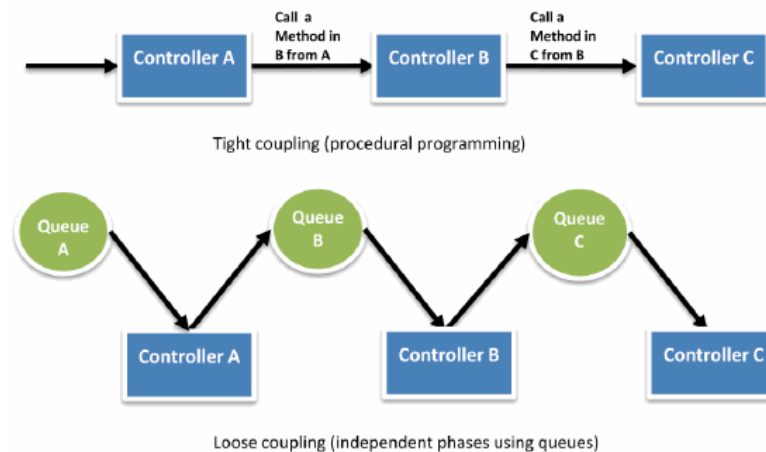 Call a
Method in
B from A
Call a
Method in
C from B
Controller A
Controller B
Controller C
Tight coupling (procedural programming)
Queue
A
Queue
B
Queue
C
Controller A
Controller B
Controller C
Loose coupling (independent phases using queues)